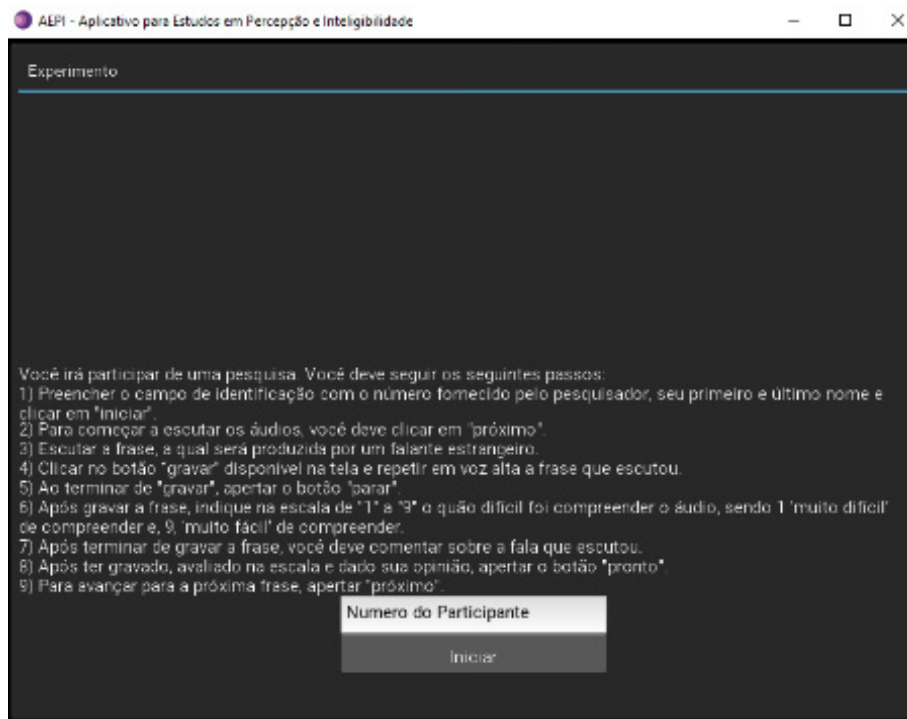 AEPI - Aplicativo para Estudos em Percepção e Inteligibilidade
Experimento
Você irá participar de uma pesquisa. Você deve seguir os seguintes passos:
1) Preencher o campo de identificação com o número fornecido pelo pesquisador, seu primeiro e último nome e
clicar em "iniciar".
2) Para começar a escutar os áudios, você deve clicar em "próximo".
3) Escutar a frase, a qual será produzida por um falante estrangeiro.
4) Clicar no botão "gravar" disponível na tela e repetir em voz alta a frase que escutou.
5) Ao terminar de "gravar", apertar o botão "parar".
6) Após gravar a frase, indique na escala de "1" a "9" o quão difícil foi compreender o áudio, sendo 1 'muito difícil'
de compreender e, 9, 'muito fácil' de compreender.
7) Após terminar de gravar a frase, você deve comentar sobre a fala que escutou.
8) Após ter gravado, avaliado na escala e dado sua opinião, apertar o botão "pronto".
9) Para avançar para a próxima frase, apertar "próximo".
Numero do Participante
Iniciar